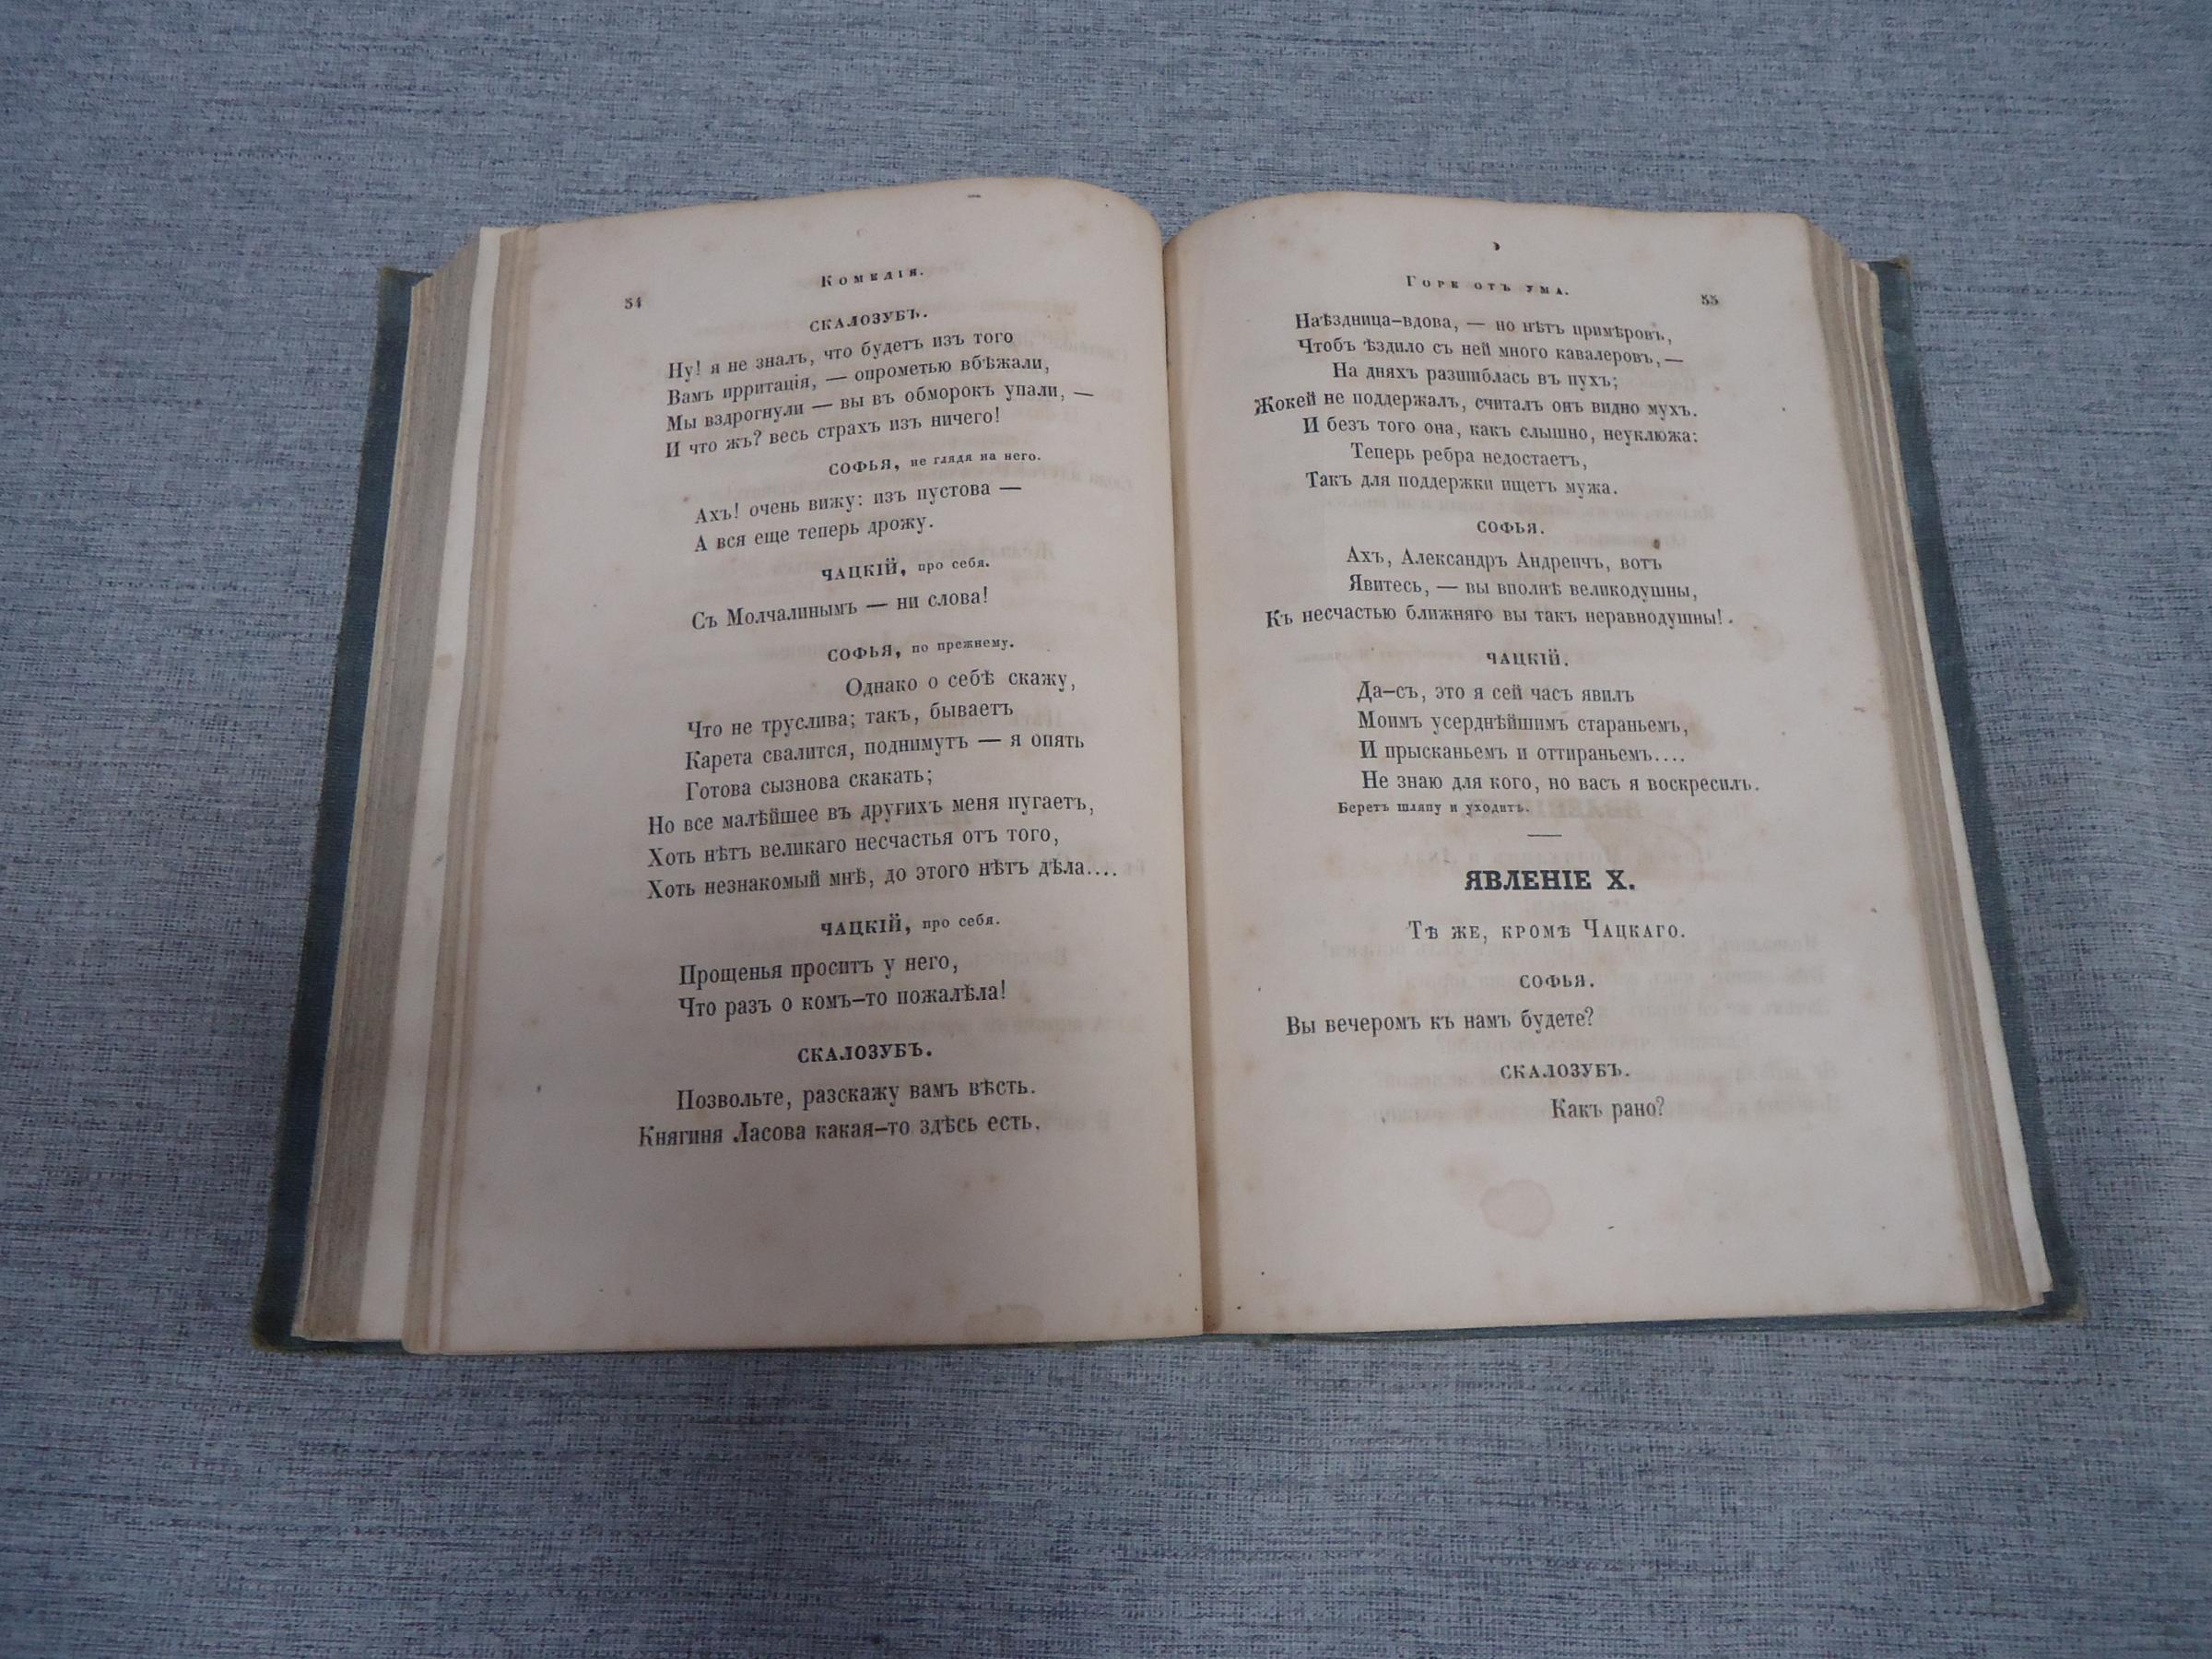 54
Комедія.
СКАЛОЗУБЪ.
Ну! я не зналъ, что будетъ изъ того
Вамъ ирритація, — опрометью вбѣжали,
Мы вздрогнули — вы въ обморокъ упали, —
И что жъ? весь страхъ изъ ничего!
СОФЬЯ, не глядя на него.
Ахъ! очень вижу: изъ пустова —
А вся еще теперь дрожу.
ЧАЦКІЙ, про себя.
Съ Молчалинымъ — ни слова!
СОФЬЯ, по прежнему.
Однако о себѣ скажу,
Что не труслива; такъ, бываетъ
Карета свалится, поднимутъ — я опять
Готова сызнова скакать;
Но все малѣйшее въ другихъ меня пугаетъ,
Хоть нѣтъ великаго несчастья отъ того,
Хоть незнакомый мнѣ, до этого нѣтъ дѣла....
ЧАЦКІЙ, про себя.
Прощенья проситъ у него,
Что разъ о комъ-то пожалѣла!
СКАЛОЗУБЪ.
Позвольте, разскажу вамъ вѣсть.
Княгиня Ласова какая-то здѣсь есть.
Горе отъ ума.
55
Наѣздница-вдова, — но нѣтъ примѣровъ,
Чтобъ ѣздило съ ней много кавалеровъ, —
На дняхъ разшиблась въ пухъ;
Жокей не поддержалъ, считалъ онъ видно мухъ.
И безъ того она, какъ слышно, неуклюжа:
Теперь ребра недостаетъ,
Такъ для поддержки ищетъ мужа.
СОФЬЯ.
Ахъ, Александръ Андреичъ, вотъ
Явитесь, — вы вполнѣ великодушны,
Къ несчастью ближняго вы такъ неравнодушны!
ЧАЦКІЙ.
Да-съ, это я сей часъ явилъ
Моимъ усерднѣйшимъ стараньемъ,
И прысканьемъ и оттираньемъ....
Не знаю для кого, но васъ я воскресилъ.
Беретъ шляпу и уходитъ.
ЯВЛЕНІЕ X.
Тѣ же, кромѣ Чацкаго.
СОФЬЯ.
Вы вечеромъ къ намъ будете?
СКАЛОЗУБЪ.
Какъ рано?